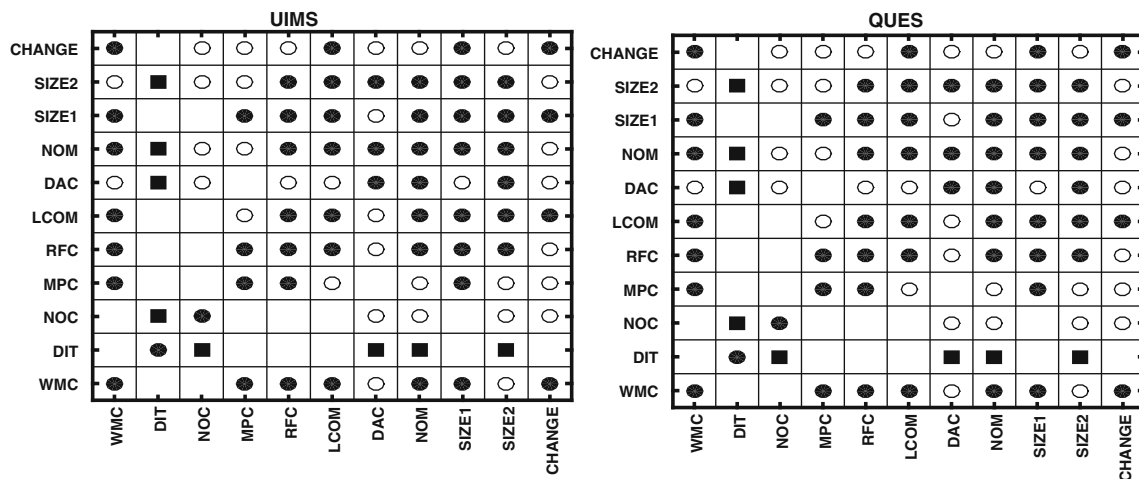 UIMS
CHANGE
SIZE2
SIZE1
NOM
DAC
LCOM
RFC
MPC
NOC
DIT
WMC
WMC
DIT
NOC
MPC
RFC
LCOM
DAC
NOM
SIZE1
SIZE2
CHANGE
QUES
CHANGE
SIZE2
SIZE1
NOM
DAC
LCOM
RFC
MPC
NOC
DIT
WMC
WMC
DIT
NOC
MPC
RFC
LCOM
DAC
NOM
SIZE1
SIZE2
CHANGE